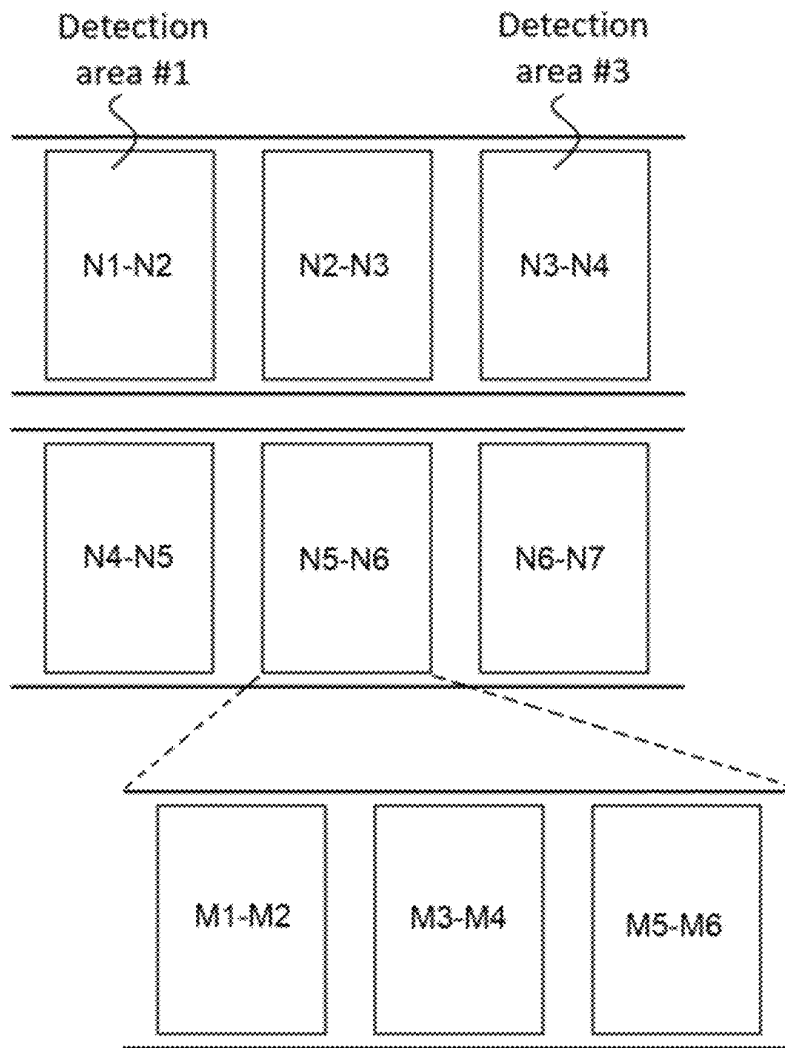 Detection
area #1
Detection
area #3
N1-N2
N2-N3
N3-N4
N4-N5
N5-N6
N6-N7
M1-M2
M3-M4
M5-M6